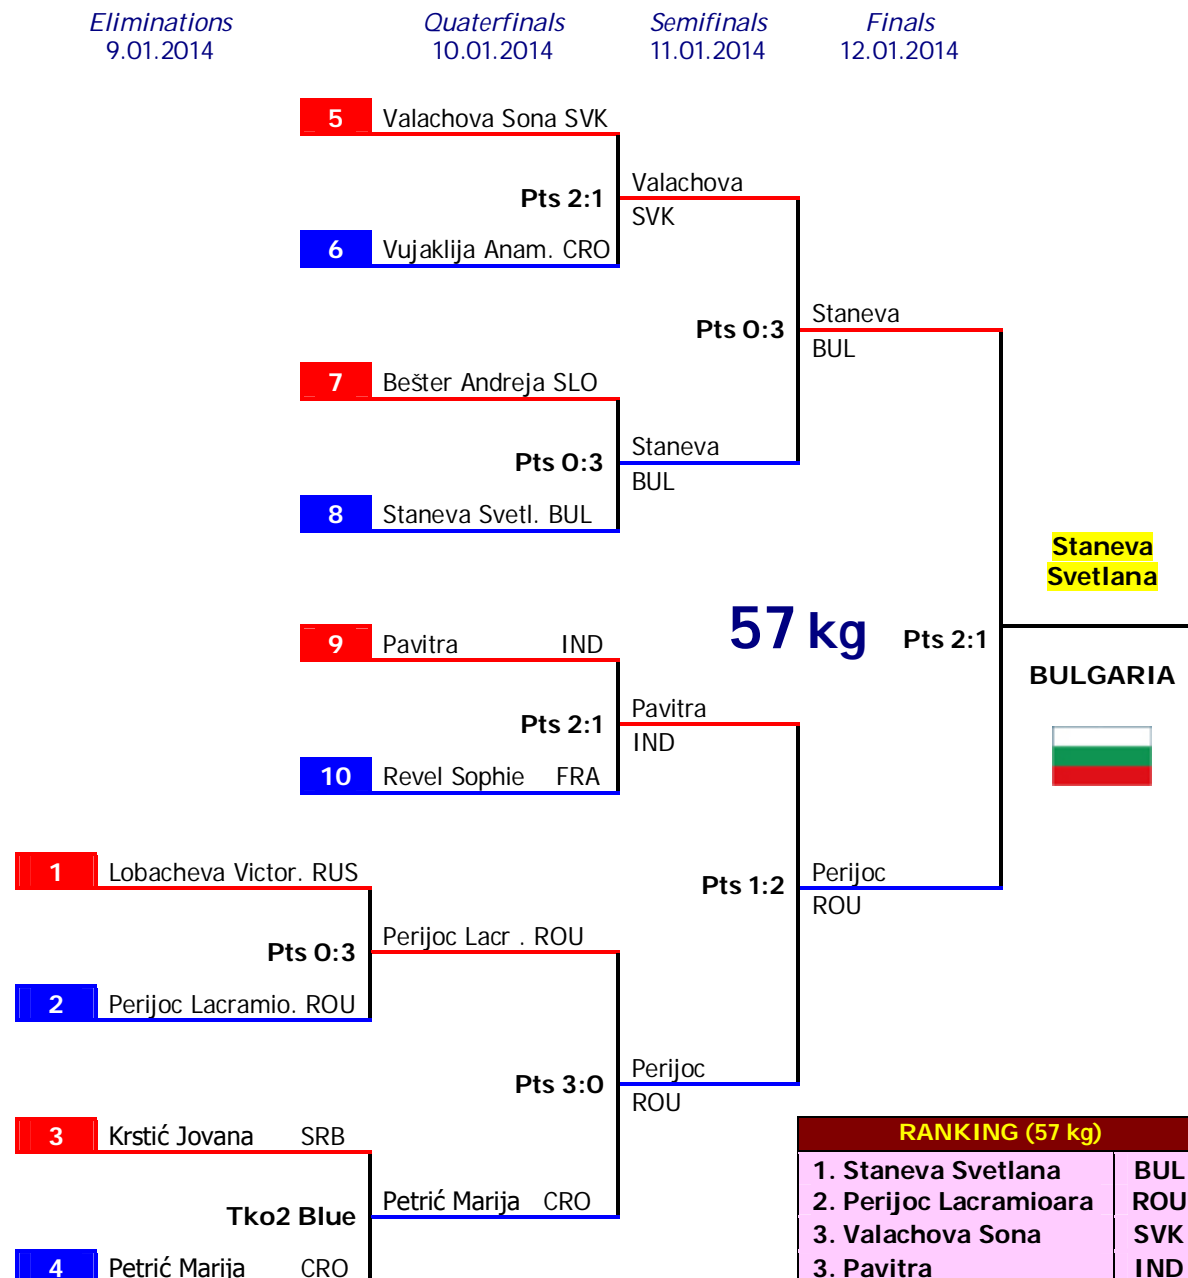 Eliminations Quaterfinals Semifinals Finals
9.01.2014 10.01.2014 11.01.2014 12.01.2014
5 Valachova Sona SVK
Valachova
Pts 2:1
SVK
6 Vujaklija Anam. CRO
Staneva
Pts 0:3
BUL
7 Bešter Andreja SLO
Staneva
Pts 0:3
BUL
8 Staneva Svetl. BUL
Staneva
Svetlana
57 kg Pts 2:1
9 Pavitra IND
BULGARIA
Pavitra
Pts 2:1
IND
10 Revel Sophie FRA
1 Lobacheva Victor. RUS
Perijoc
Pts 1:2
ROU
Perijoc Lacr . ROU
Pts 0:3
2 Perijoc Lacramio. ROU
Perijoc
Pts 3:0
ROU
3 Krstić Jovana SRB
RANKING (57 kg)
1. Staneva Svetlana BUL
2. Perijoc Lacramioara ROU
Petrić Marija CRO
Tko2 Blue
3. Valachova Sona SVK
4 Petrić Marija CRO
3. Pavitra IND